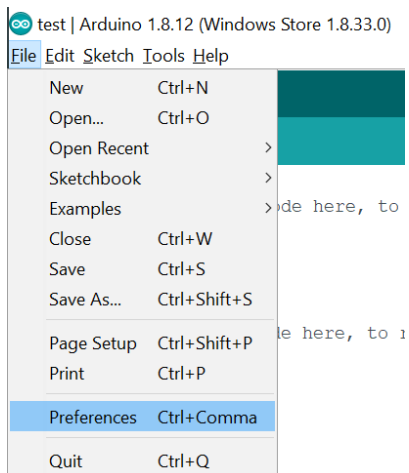 test | Arduino 1.8.12 (Windows Store 1.8.33.0)
File Edit Sketch Tools Help
New Ctrl+N
Open... Ctrl+O
Open Recent >
Sketchbook >
Examples >
Close Ctrl+W
Save Ctrl+S
Save As... Ctrl+Shift+S
Page Setup Ctrl+Shift+P
Print Ctrl+P
Preferences Ctrl+Comma
Quit Ctrl+Q
de here, to
e here, to